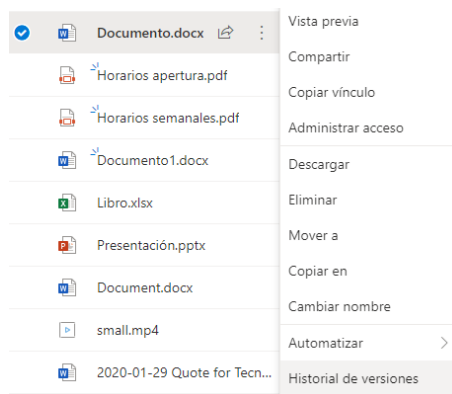 Documento.docx
Horarios apertura.pdf
Horarios semanales.pdf
Documento1.docx
Libro.xlsx
Presentación.pptx
Document.docx
small.mp4
2020-01-29 Quote for Tecn...
Vista previa
Compartir
Copiar vínculo
Administrar acceso
Descargar
Eliminar
Mover a
Copiar en
Cambiar nombre
Automatizar
Historial de versiones